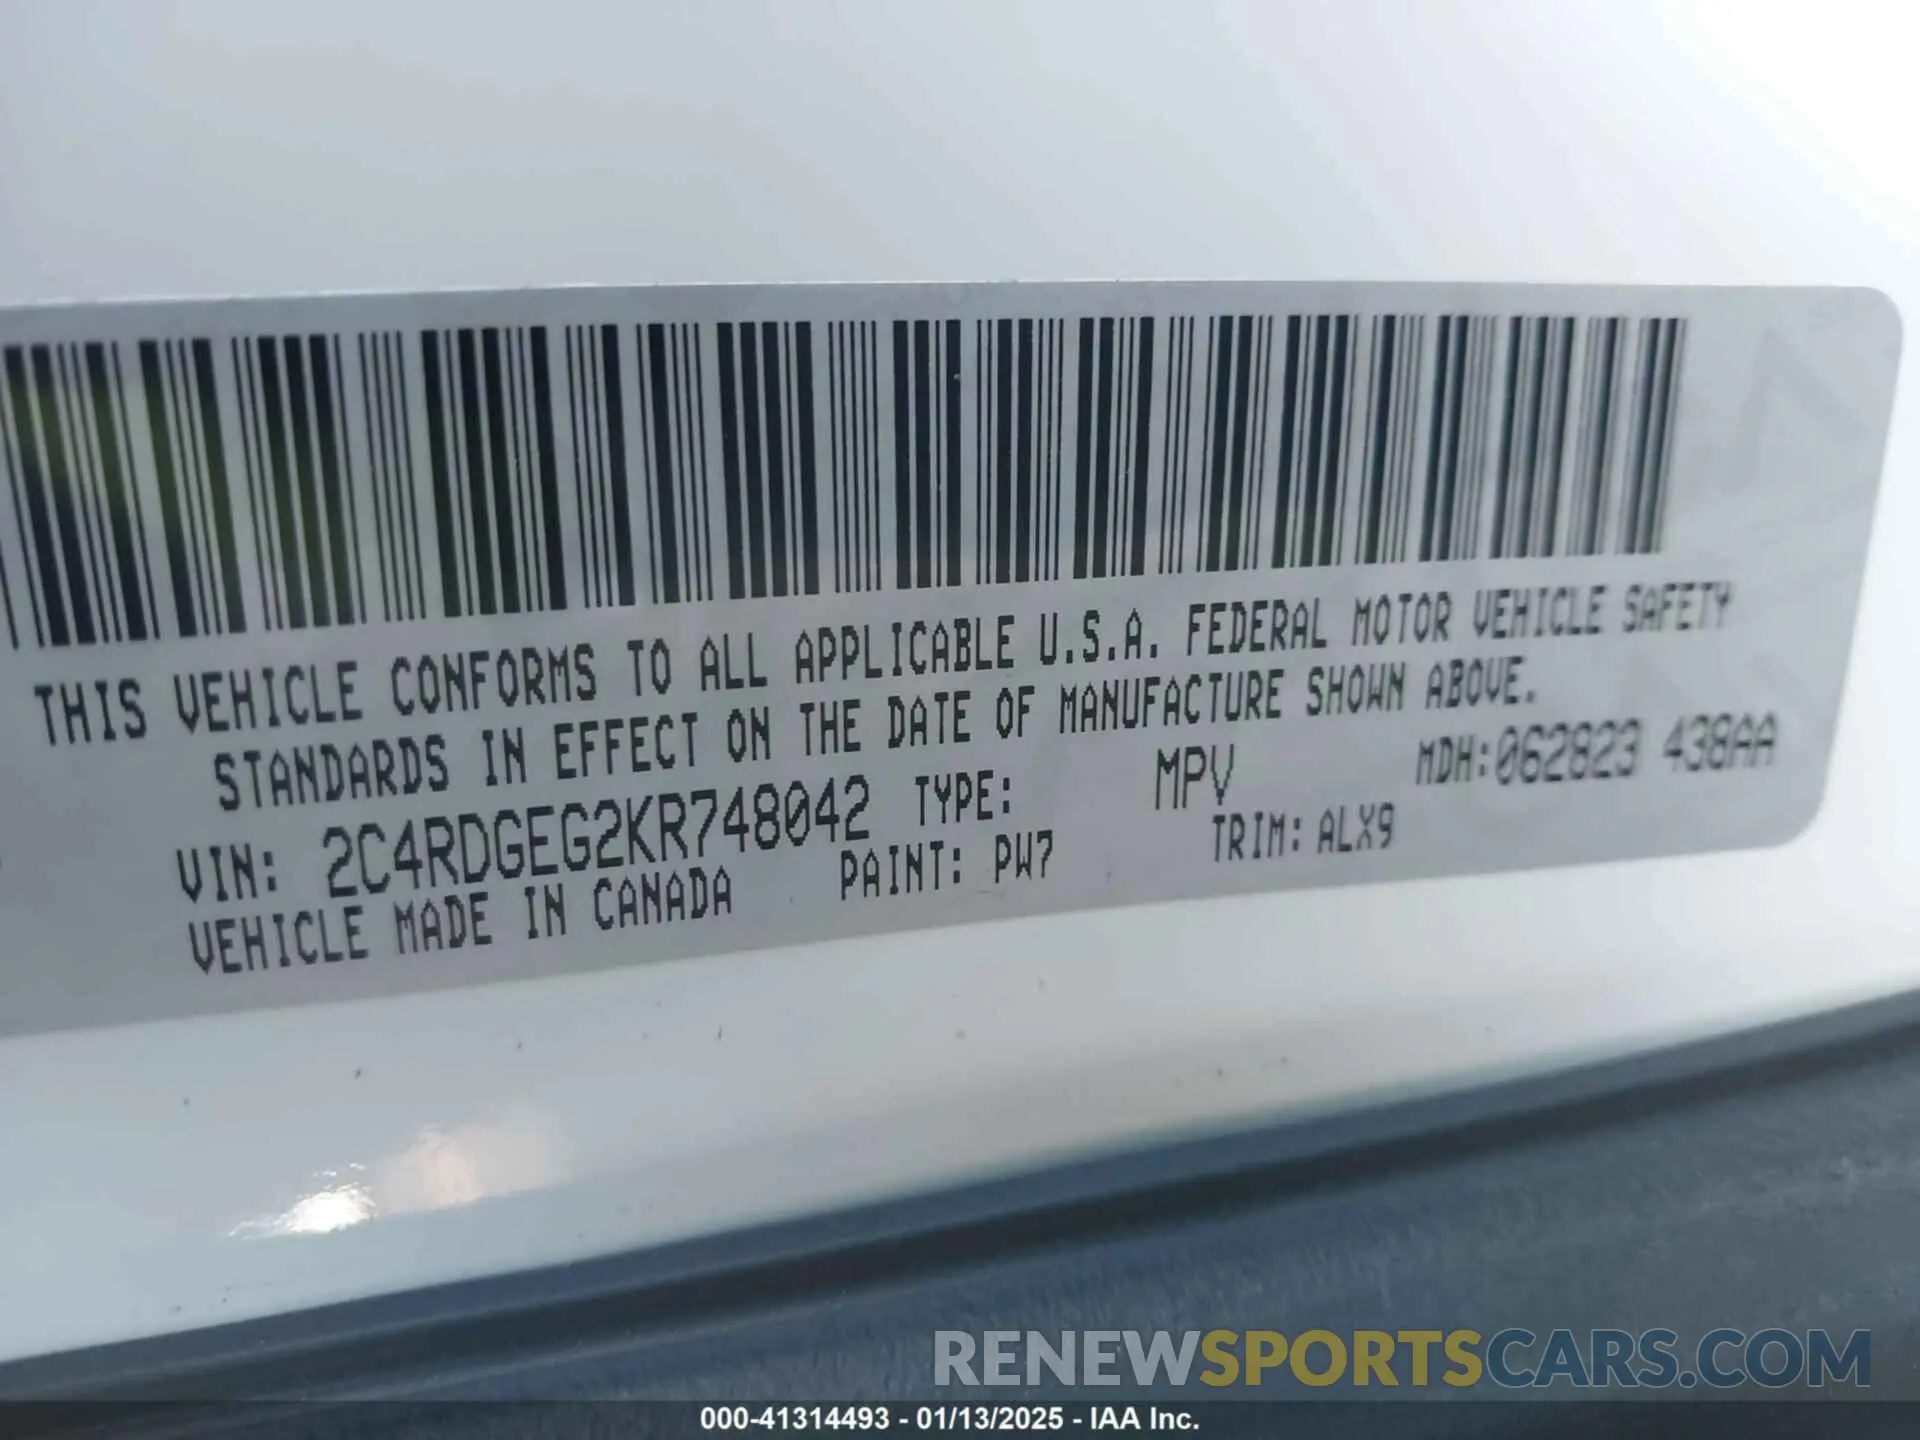 THIS VEHICLE CONFORMS TO ALL APPLICABLE U.S.A. FEDERAL MOTOR VEHICLE SAFETY
STANDARDS IN EFFECT ON THE DATE OF MANUFACTURE SHOWN ABOVE.
VIN: 2C4RDGEG2KR748042 TYPE: MPV MDH:062823 438AA
VEHICLE MADE IN CANADA PAINT: PW7 TRIM: ALX9
RENEWSPORTSCARS.COM
000-41314493 - 01/13/2025 - IAA Inc.